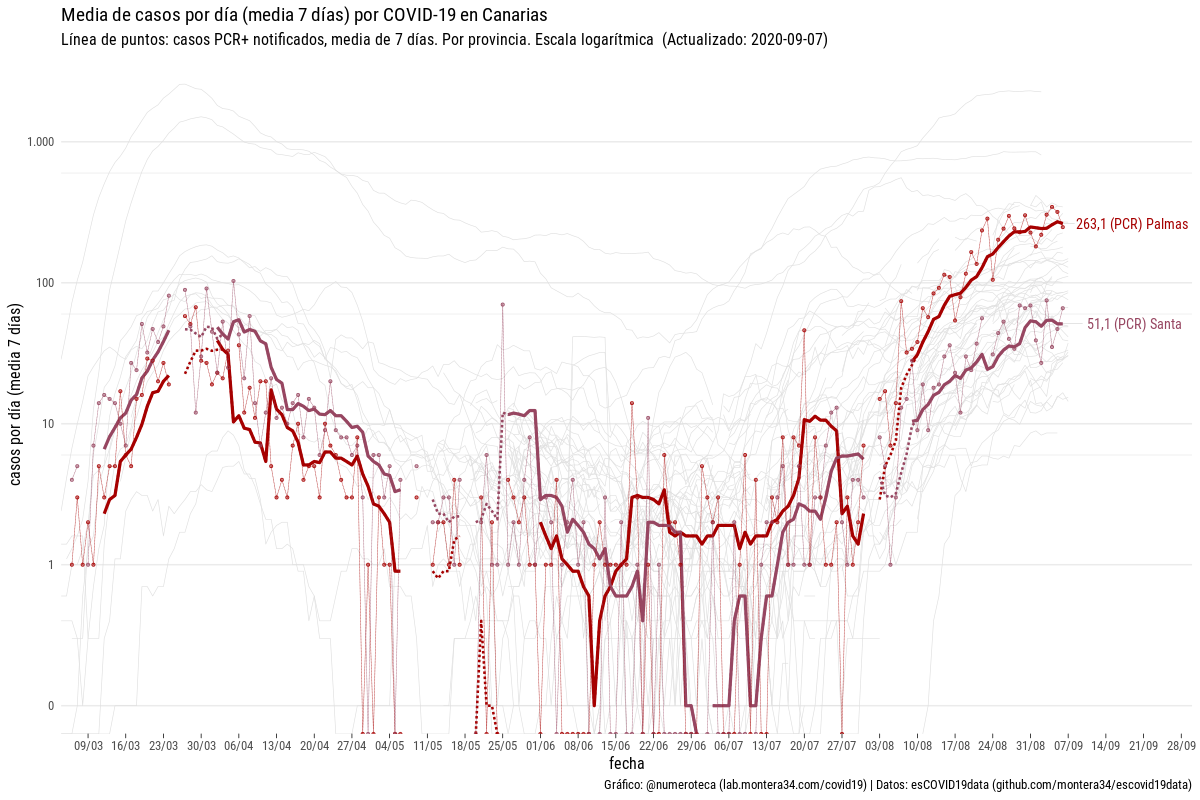 Media de casos por día (media 7 días) por COVID-19 en Canarias
Línea de puntos: casos PCR+ notificados, media de 7 días. Por provincia. Escala logarítmica (Actualizado: 2020-09-07)
casos por día (media 7 días)
1.000
100
10
1
0
263,1 (PCR) Palmas
51,1 (PCR) Santa
09/03 16/03 23/03 30/03 06/04 13/04 20/04 27/04 04/05 11/05 18/05 25/05 01/06 08/06 15/06 22/06 29/06 06/07 13/07 20/07 27/07 03/08 10/08 17/08 24/08 31/08 07/09 14/09 21/09 28/09
fecha
Gráfico: @numeroteca (lab.montera34.com/covid19) | Datos: esCOVID19data (github.com/montera34/escovid19data)